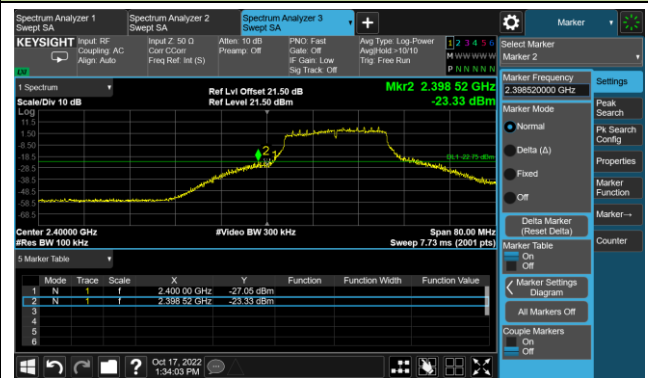 Spectrum Analyzer 1
Swept SA
Spectrum Analyzer 2
Swept SA
Spectrum Analyzer 3
Swept SA
+
Marker
KEYSIGHT
Input: RF
Coupling: AC
Align: Auto
Input Z: 50 Ω
Corr CCorr
Freq Ref: Int (S)
Atten: 10 dB
Preamp: Off
PNO: Fast
Gate: Off
IF Gain: Low
Sig Track: Off
Avg Type: Log-Power
Avg|Hold:>10/10
Trig: Free Run
1 2 3 4 5 6
M W W W W W
P N N N N N
Select Marker
Marker 2
1 Spectrum
Ref Lvl Offset 21.50 dB
Mkr2 2.398 52 GHz
Scale/Div 10 dB
Ref Level 21.50 dBm
-23.33 dBm
Log
11.5
1.50
-8.50
-18.5
-28.5
-38.5
-48.5
-58.5
-68.5
2
1
DL1 -22.75 dBm
Center 2.40000 GHz
#Video BW 300 kHz
Span 80.00 MHz
#Res BW 100 kHz
Sweep 7.73 ms (2001 pts)
5 Marker Table
Mode Trace Scale X Y Function Function Width Function Value
1 N 1 f 2.400 00 GHz -27.05 dBm
2 N 1 f 2.398 52 GHz -23.33 dBm
3
4
5
6
Marker Frequency
2.398520000 GHz
Marker Mode
Normal
Delta (Δ)
Fixed
Off
Delta Marker
(Reset Delta)
Marker Table
On
Off
Marker Settings
Diagram
All Markers Off
Couple Markers
On
Off
Settings
Peak
Search
Pk Search
Config
Properties
Marker
Function
Marker→
Counter
?
Oct 17, 2022
1:34:03 PM